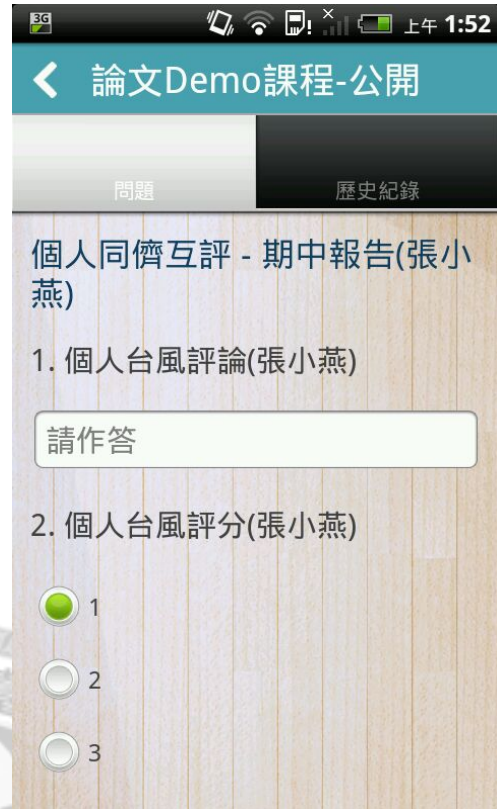 3G
上午 1:52
論文Demo課程-公開
問題
歷史紀錄
個人同儕互評 - 期中報告(張小
燕)
1. 個人台風評論(張小燕)
請作答
2. 個人台風評分(張小燕)
1
2
3